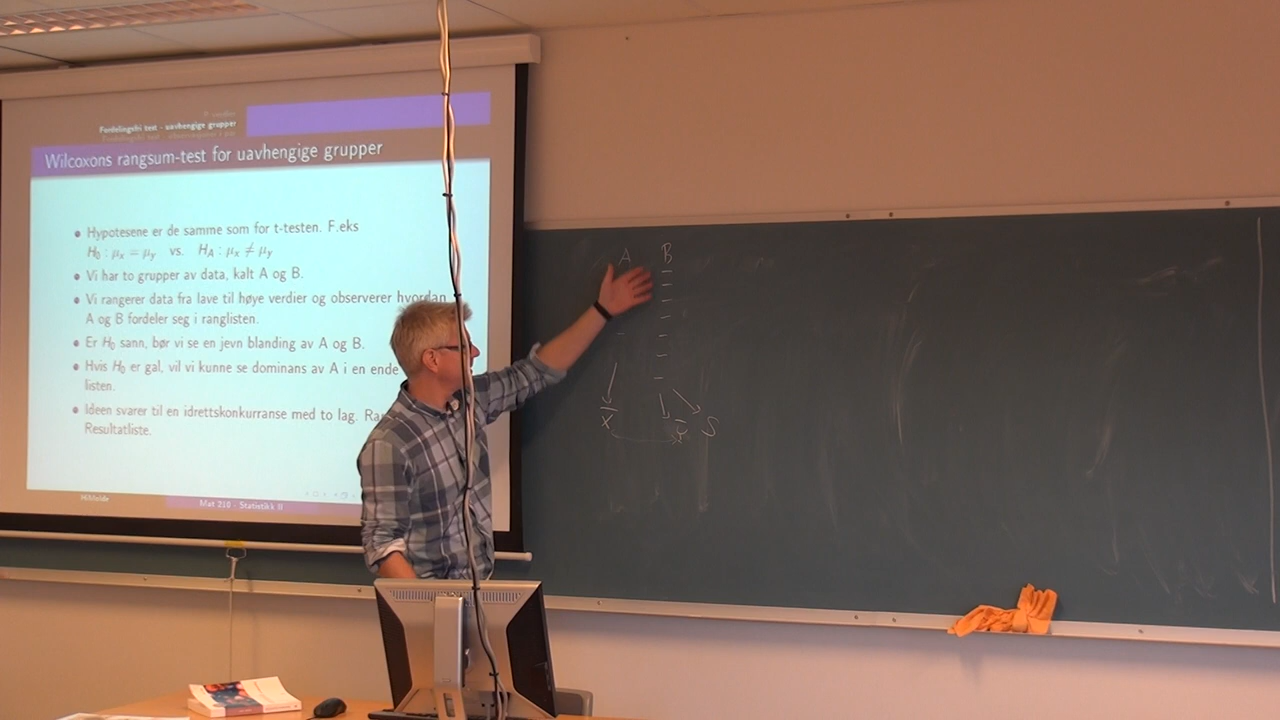 Fordelingsfri test - uavhengige grupper
Wilcoxons rangsum-test for uavhengige grupper
Hypotesene er de samme som for t-testen. F.eks
H₀ : μₓ = μᵧ vs. H_A : μₓ ≠ μᵧ
Vi har to grupper av data, kalt A og B.
Vi rangerer data fra lave til høye verdier og observerer hvordan
A og B fordeler seg i ranglisten.
Er H₀ sann, bør vi se en jevn blanding av A og B.
Hvis H₀ er gal, vil vi kunne se dominans av A i en ende
listen.
Ideen svarer til en idrettskonkurranse med to lag.
Resultatliste.
HiMolde
Mat 210 - Statistikk II
A B
X̄
S